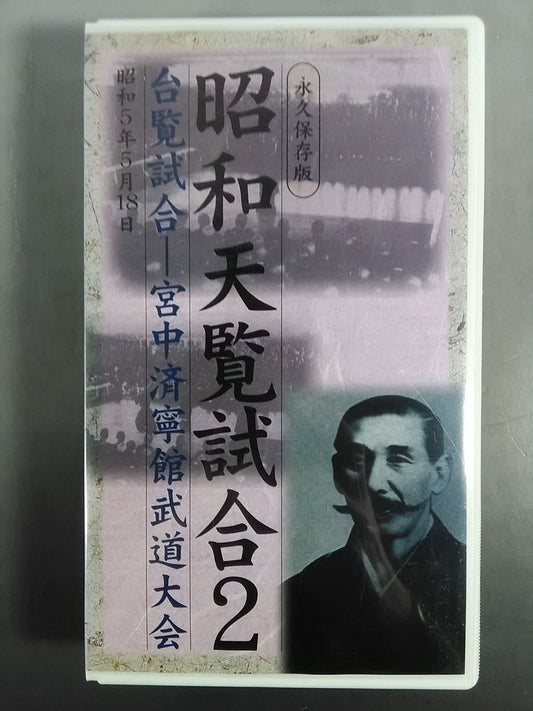 永久保存版
昭和天覧試合2
台覧試合―宮中済寧館武道大会
昭和5年5月18日